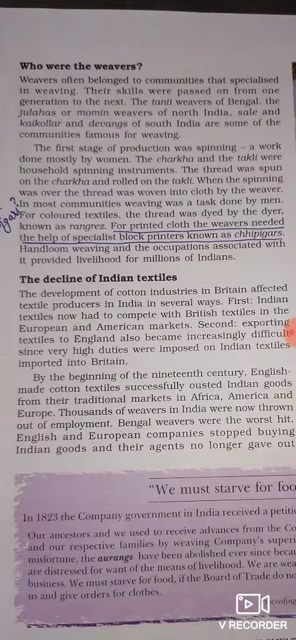 Who were the weavers?
Weavers often belonged to communities that specialised
in weaving. Their skills were passed on from one
generation to the next. The tanti weavers of Bengal, the
julahas or momin weavers of north India, sale and
kaikollar and devangs of south India are some of the
communities famous for weaving.
The first stage of production was spinning – a work
done mostly by women. The charkha and the takli were
household spinning instruments. The thread was spun
on the charkha and rolled on the takli. When the spinning
was over the thread was woven into cloth by the weaver.
In most communities weaving was a task done by men.
For coloured textiles, the thread was dyed by the dyer,
known as rangrez. For printed cloth the weavers needed
the help of specialist block printers known as chhipigars.
Handloom weaving and the occupations associated with
it provided livelihood for millions of Indians.
The decline of Indian textiles
The development of cotton industries in Britain affected
textile producers in India in several ways. First: Indian
textiles now had to compete with British textiles in the
European and American markets. Second: exporting
textiles to England also became increasingly difficult
since very high duties were imposed on Indian textiles
imported into Britain.
By the beginning of the nineteenth century, English-
made cotton textiles successfully ousted Indian goods
from their traditional markets in Africa, America and
Europe. Thousands of weavers in India were now thrown
out of employment. Bengal weavers were the worst hit.
English and European companies stopped buying
Indian goods and their agents no longer gave out
"We must starve for foo
In 1823 the Company government in India received a petitio
Our ancestors and we used to receive advances from the Co
and our respective families by weaving Company's superi
misfortune, the aurangs have been abolished ever since becau
are distressed for want of the means of livelihood. We are wea
business. We must starve for food, if the Board of Trade do no
us and give orders for clothes.
V RECORDER